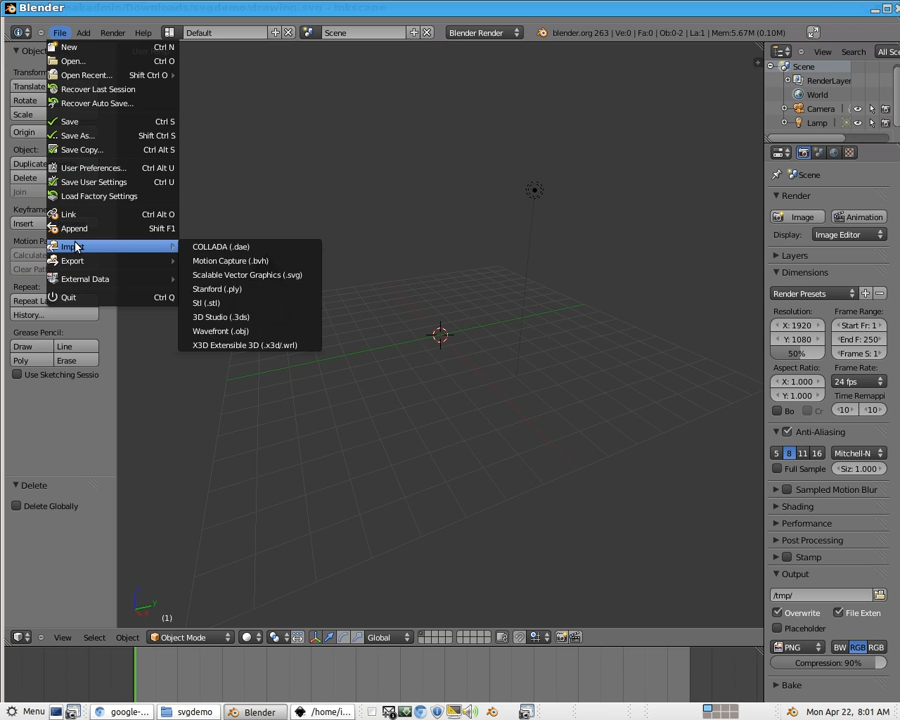 Blender
File Add Render Help Default Scene Blender Render blender.org 263 | Ve:0 | Fa:0 | Ob:0-2 | La:1 | Mem:5.67M (0.10M)
View Search All Sce
New Ctrl N
Open... Ctrl O
Open Recent... Shift Ctrl O
Recover Last Session
Recover Auto Save...
Save Ctrl S
Save As... Shift Ctrl S
Save Copy... Ctrl Alt S
User Preferences... Ctrl Alt U
Save User Settings Ctrl U
Load Factory Settings
Link Ctrl Alt O
Append Shift F1
Export
External Data
Quit Ctrl Q
COLLADA (.dae)
Motion Capture (.bvh)
Scalable Vector Graphics (.svg)
Stanford (.ply)
Stl (.stl)
3D Studio (.3ds)
Wavefront (.obj)
X3D Extensible 3D (.x3d/.wrl)
Transfor
Translate
Rotate
Scale
Origin
Object:
Duplicate
Delete
Join
Keyfram
Insert
Motion Pa
Calculate
Clear Pat
Repeat:
Repeat La
History...
Grease Pencil:
Draw Line
Poly Erase
Use Sketching Sessio
Delete
Delete Globally
(1)
View Select Object Object Mode Global
Scene
RenderLayer
World
Camera
Lamp
Scene
Render
Image Animation
Display: Image Editor
Layers
Dimensions
Render Presets
Resolution: Frame Range:
X: 1920 Start Fr: 1
Y: 1080 End F: 250
50% Frame S: 1
Aspect Ratio: Frame Rate:
X: 1.000 24 fps
Y: 1.000 Time Remappi
Bo Cr 10 10
Anti-Aliasing
5 8 11 16 Mitchell-N
Full Sample Siz: 1.000
Sampled Motion Blur
Shading
Performance
Post Processing
Stamp
Output
/tmp/
Overwrite File Exten
Placeholder
PNG BW RGB RGB
Compression: 90%
Bake
Menu google-... svgdemo Blender /home/i... Mon Apr 22, 8:01 AM